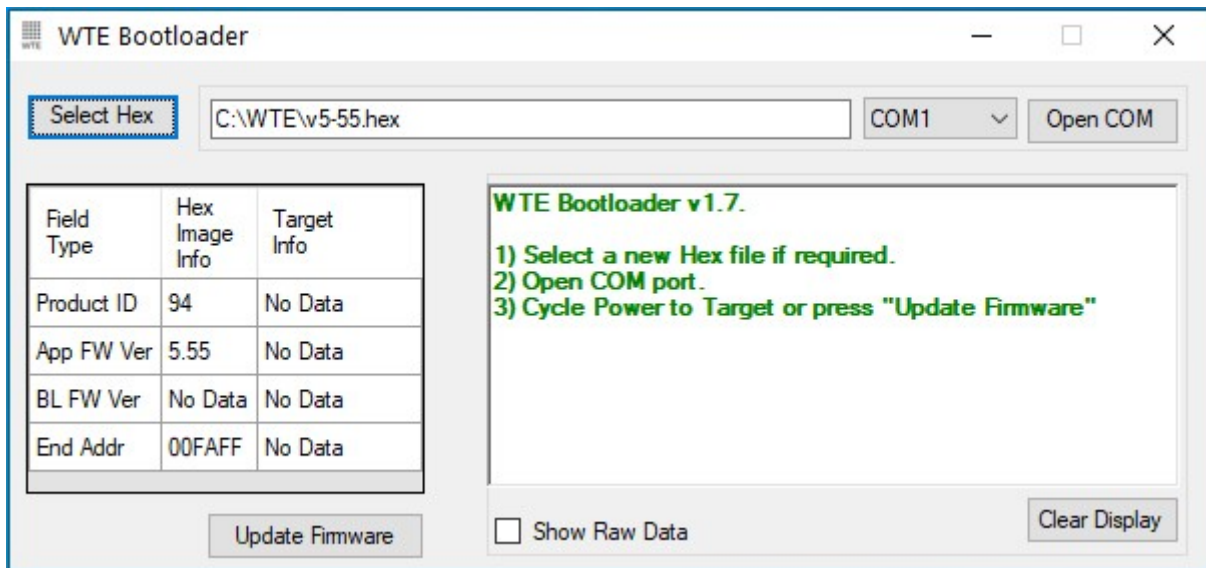 WTE
WTE Bootloader
Select Hex
C:\WTE\v5-55.hex
COM1
Open COM
Field Type
Hex Image Info
Target Info
Product ID 94 No Data
App FW Ver 5.55 No Data
BL FW Ver No Data No Data
End Addr 00FAFF No Data
Update Firmware
WTE Bootloader v1.7.
1) Select a new Hex file if required.
2) Open COM port.
3) Cycle Power to Target or press "Update Firmware"
Show Raw Data
Clear Display